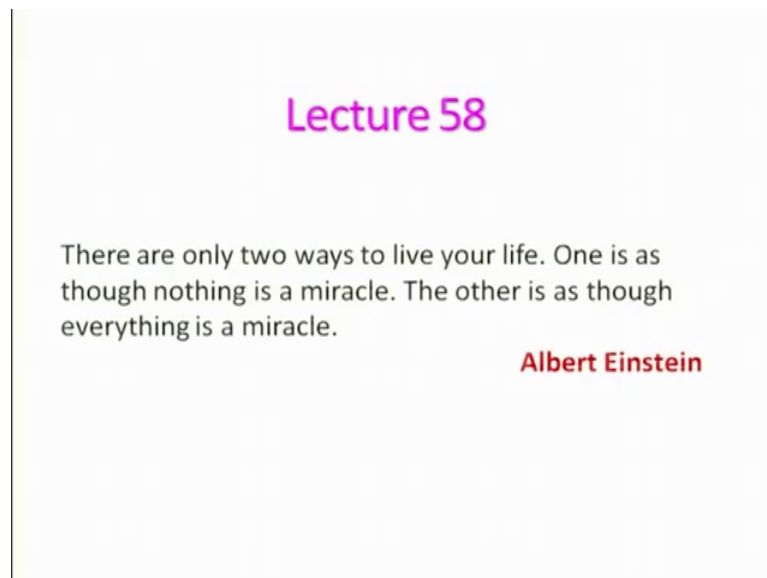 Lecture 58
There are only two ways to live your life. One is as
though nothing is a miracle. The other is as though
everything is a miracle.
Albert Einstein